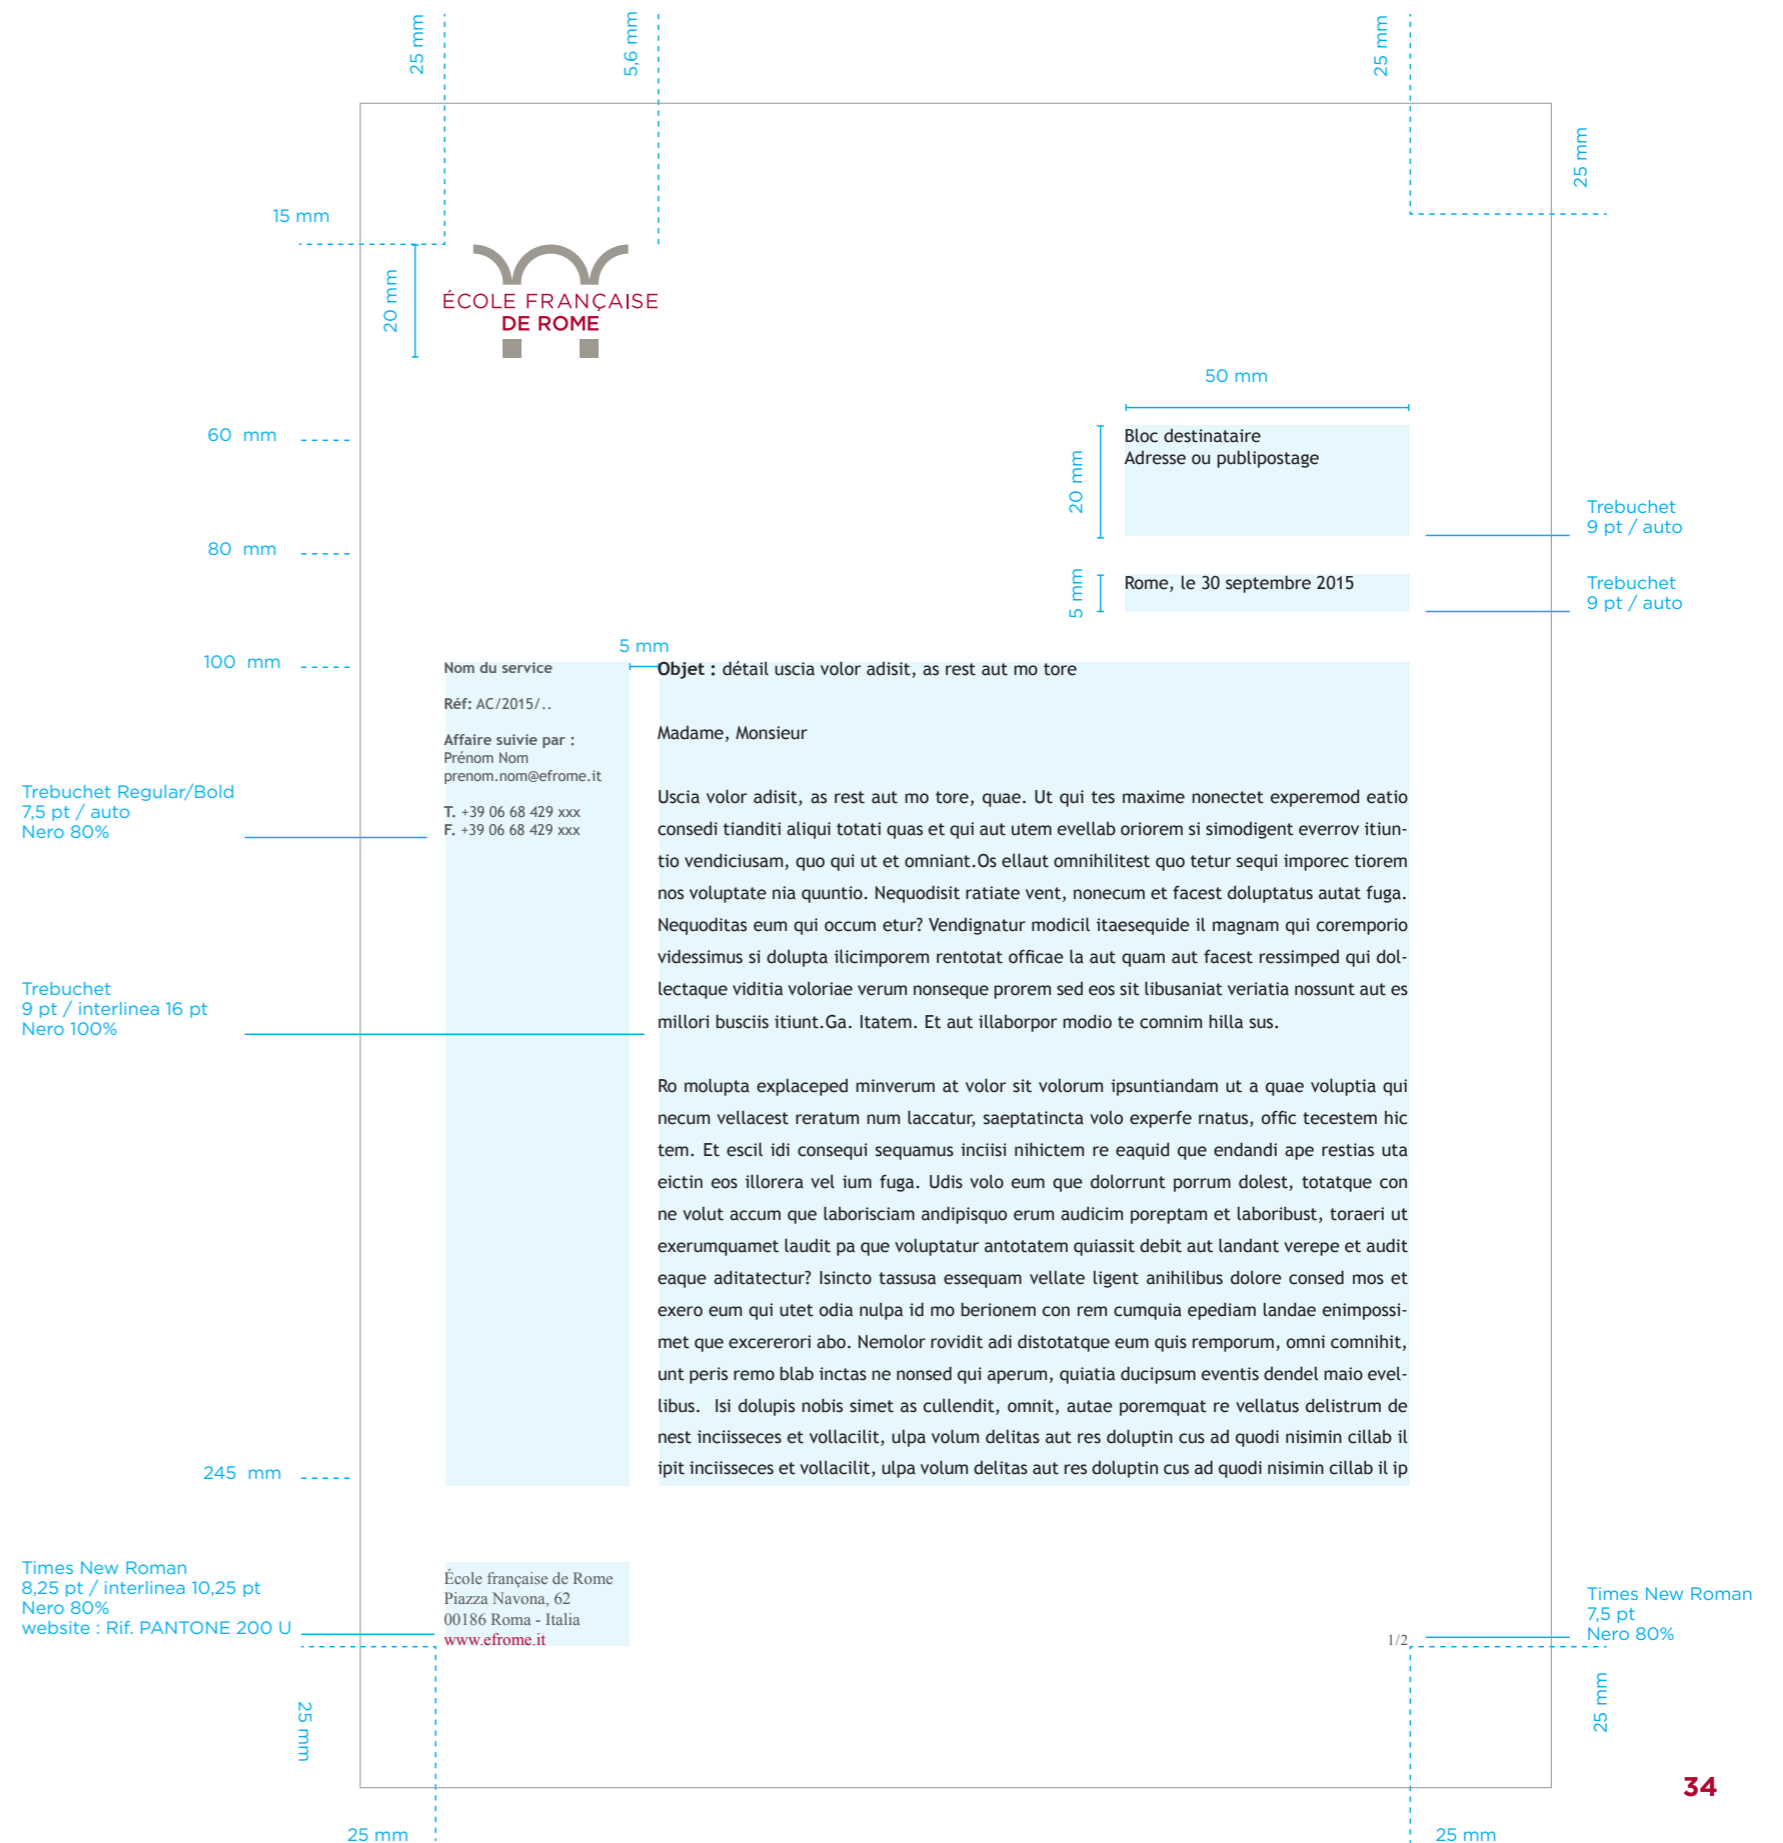 25 mm
5,6 mm
25 mm
25 mm
15 mm
20 mm
ÉCOLE FRANÇAISE
DE ROME
50 mm
60 mm
Bloc destinataire
Adresse ou publipostage
20 mm
Trebuchet
9 pt / auto
80 mm
5 mm
Rome, le 30 septembre 2015
Trebuchet
9 pt / auto
100 mm
5 mm
Nom du service
Réf: AC/2015/..
Affaire suivie par :
Prénom Nom
prenom.nom@efrome.it
T. +39 06 68 429 xxx
F. +39 06 68 429 xxx
Trebuchet Regular/Bold
7,5 pt / auto
Nero 80%
Trebuchet
9 pt / interlinea 16 pt
Nero 100%
Objet : détail uscia volor adisit, as rest aut mo tore
Madame, Monsieur
Uscia volor adisit, as rest aut mo tore, quae. Ut qui tes maxime nonectet experemod eatio
consedi tianditi aliqui totati quas et qui aut utem evellab oriorem si simodigent everrov itiun-
tio vendiciusam, quo qui ut et omniant.Os ellaut omnihilitest quo tetur sequi imporec tiorem
nos voluptate nia quuntio. Nequodisit ratiate vent, nonecum et facest doluptatus autat fuga.
Nequoditas eum qui occum etur? Vendignatur modicil itaesequide il magnam qui coremporio
videssimus si dolupta ilicimporem rentotat officae la aut quam aut facest ressimped qui dol-
lectaque viditia voloriae verum nonseque prorem sed eos sit libusaniat veriatia nossunt aut es
millori busciis itiunt.Ga. Itatem. Et aut illaborpor modio te comnim hilla sus.
Ro molupta explaceped minverum at volor sit volorum ipsuntiandam ut a quae voluptia qui
necum vellacest reratum num laccatur, saeptatincta volo experfe rnatus, offic tecestem hic
tem. Et escil idi consequi sequamus inciisi nihictem re eaquid que endandi ape restias uta
eictin eos illorera vel ium fuga. Udis volo eum que dolorrunt porrum dolest, totatque con
ne volut accum que laborisciam andipisquo erum audicim poreptam et laboribust, toraeri ut
exerumquamet laudit pa que voluptatur antotatem quiassit debit aut landant verepe et audit
eaque aditatectur? Isincto tassusa essequam vellate ligent anihilibus dolore consed mos et
exero eum qui utet odia nulpa id mo berionem con rem cumquia epediam landae enimpossi-
met que excererori abo. Nemolor rovidit adi distotatque eum quis remporum, omni comnihit,
unt peris remo blab inctas ne nonsed qui aperum, quiatia ducipsum eventis dendel maio evel-
libus.  Isi dolupis nobis simet as cullendit, omnit, autae poremquat re vellatus delistrum de
nest inciisseces et vollacilit, ulpa volum delitas aut res doluptin cus ad quodi nisimin cillab il
ipit inciisseces et vollacilit, ulpa volum delitas aut res doluptin cus ad quodi nisimin cillab il ip
245 mm
Times New Roman
8,25 pt / interlinea 10,25 pt
Nero 80%
website : Rif. PANTONE 200 U
École française de Rome
Piazza Navona, 62
00186 Roma - Italia
www.efrome.it
1/2
Times New Roman
7,5 pt
Nero 80%
25 mm
25 mm
34
25 mm
25 mm